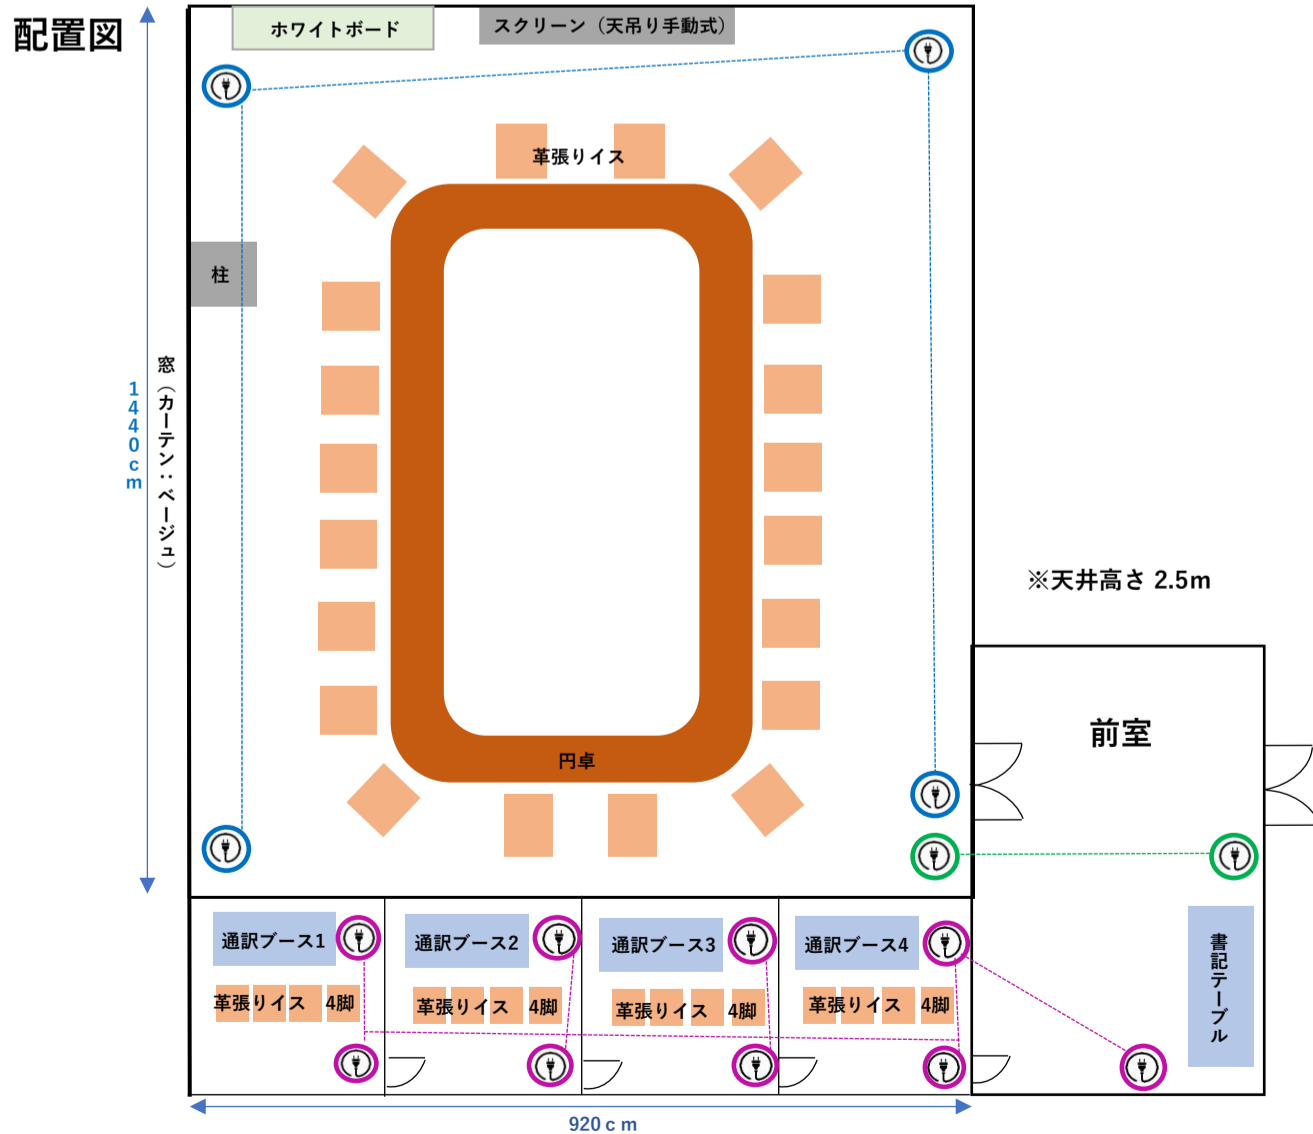 配置図
ホワイトボード
スクリーン（天吊り手動式）
革張りイス
柱
窓（カーテン：ベージュ）
1440cm
円卓
※天井高さ 2.5m
前室
通訳ブース1
通訳ブース2
通訳ブース3
通訳ブース4
革張りイス 4脚
革張りイス 4脚
革張りイス 4脚
革張りイス 4脚
書記テーブル
920ｃｍ